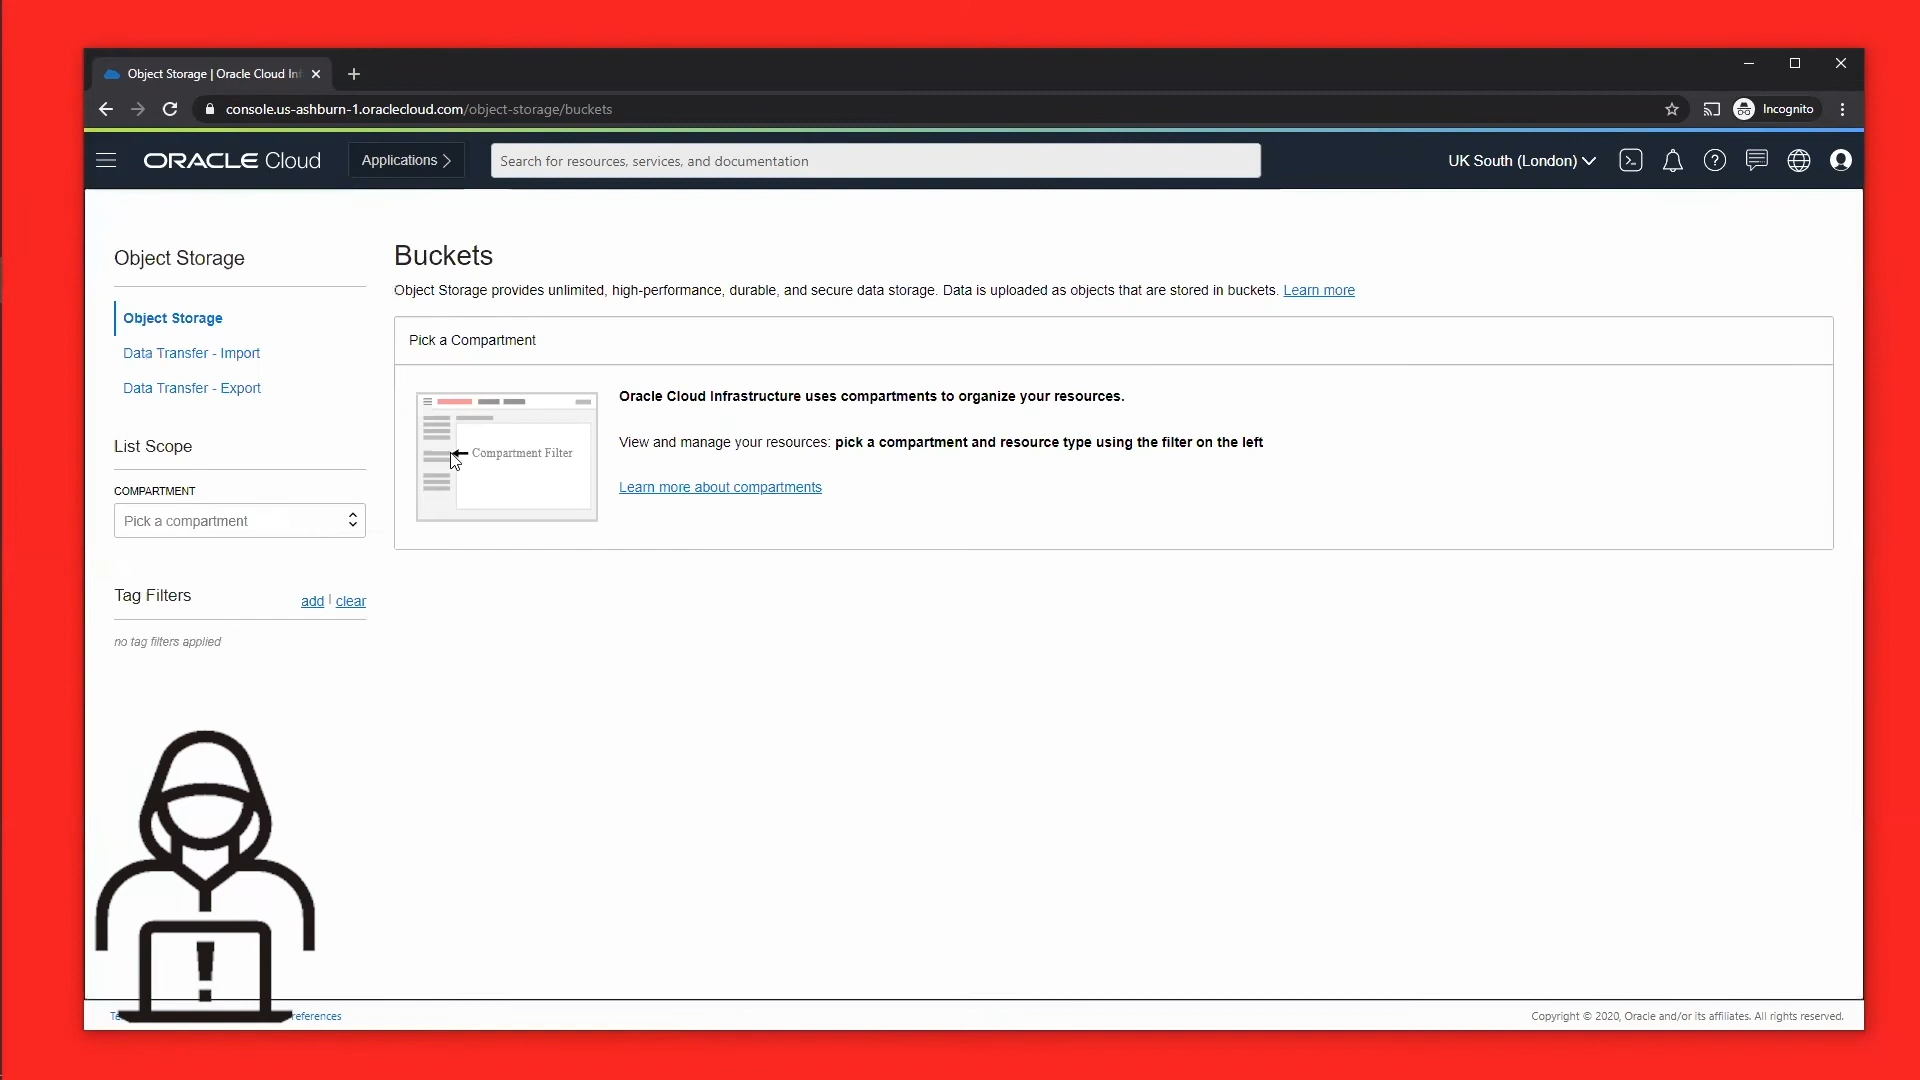 Object Storage | Oracle Cloud In
console.us-ashburn-1.oraclecloud.com/object-storage/buckets
Incognito
ORACLE Cloud
Applications
Search for resources, services, and documentation
UK South (London)
Object Storage
Object Storage
Data Transfer - Import
Data Transfer - Export
List Scope
COMPARTMENT
Pick a compartment
Tag Filters
add | clear
no tag filters applied
Buckets
Object Storage provides unlimited, high-performance, durable, and secure data storage. Data is uploaded as objects that are stored in buckets. Learn more
Pick a Compartment
Compartment Filter
Oracle Cloud Infrastructure uses compartments to organize your resources.
View and manage your resources: pick a compartment and resource type using the filter on the left
Learn more about compartments
!
Te
references
Copyright © 2020, Oracle and/or its affiliates. All rights reserved.